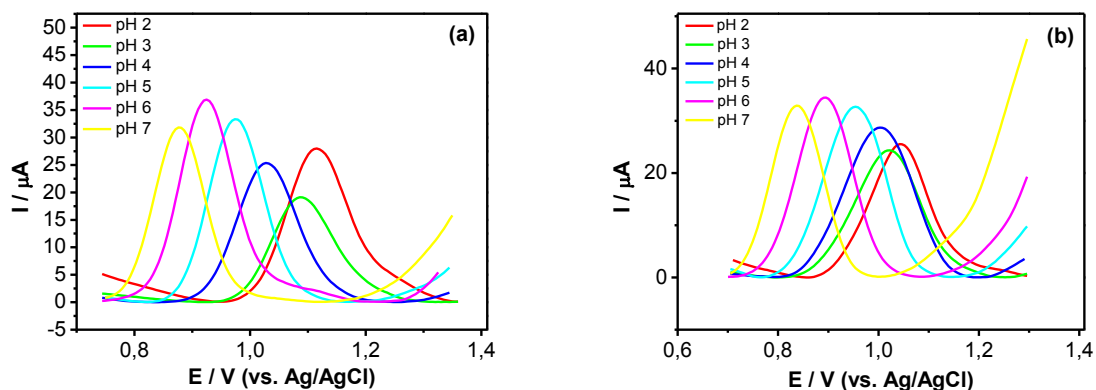 (a)
pH 2
pH 3
pH 4
pH 5
pH 6
pH 7
50
45
40
35
30
25
20
15
10
5
0
-5
I / µA
0,8 1,0 1,2 1,4
E / V (vs. Ag/AgCl)
(b)
pH 2
pH 3
pH 4
pH 5
pH 6
pH 7
40
20
0
I / µA
0,6 0,8 1,0 1,2 1,4
E / V (vs. Ag/AgCl)